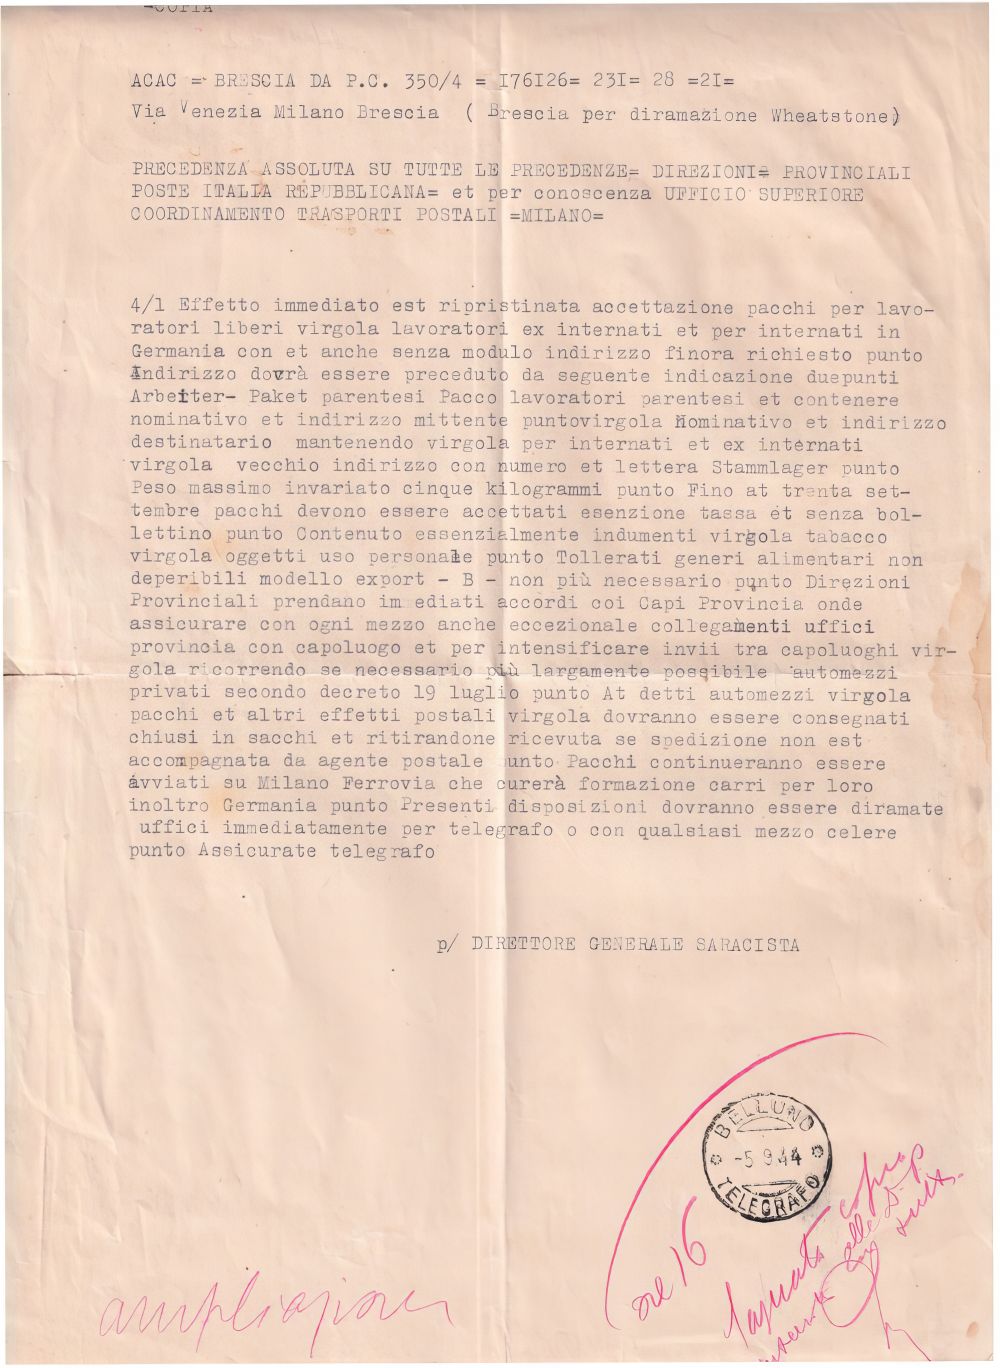 -COPIA
ACAC =- BRESCIA DA P.C. 350/4 = I76I26= 23I= 28 =2I=
Via Venezia Milano Brescia ( Brescia per diramazione Wheatstone)
PRECEDENZA ASSOLUTA SU TUTTE LE PRECEDENZE= DIREZIONI= PROVINCIALI
POSTE ITALIA REPUBBLICANA= et per conoscenza UFFICIO SUPERIORE
COORDINAMENTO TRASPORTI POSTALI =MILANO=
4/1 Effetto immediato est ripristinata accettazione pacchi per lavo-
ratori liberi virgola lavoratori ex internati et per internati in
Germania con et anche senza modulo indirizzo finora richiesto punto
Indirizzo dovrà essere preceduto da seguente indicazione duepunti
Arbeiter- Paket parentesi Pacco lavoratori parentesi et contenere
nominativo et indirizzo mittente puntovirgola Nominativo et indirizzo
destinatario mantenendo virgola per internati et ex internati
virgola vecchio indirizzo con numero et lettera Stammlager punto
Peso massimo invariato cinque kilogrammi punto Fino at trenta set-
tembre pacchi devono essere accettati esenzione tassa et senza bol-
lettino punto Contenuto essenzialmente indumenti virgola tabacco
virgola oggetti uso personale punto Tollerati generi alimentari non
deperibili modello export - B - non più necessario punto Direzioni
Provinciali prendano im ediati accordi coi Capi Provincia onde
assicurare con ogni mezzo anche eccezionale collegamenti uffici
provincia con capoluogo et per intensificare invii tra capoluoghi vir-
gola ricorrendo se necessario più largamente possibile automezzi
privati secondo decreto 19 luglio punto At detti automezzi virgola
pacchi et altri effetti postali virgola dovranno essere consegnati
chiusi in sacchi et ritirandone ricevuta se spedizione non est
accompagnata da agente postale punto Pacchi continueranno essere
avviati su Milano Ferrovia che curerà formazione carri per loro
inoltro Germania punto Presenti disposizioni dovranno essere diramate
uffici immediatamente per telegrafo o con qualsiasi mezzo celere
punto Assicurate telegrafo
p/ DIRETTORE GENERALE SARACISTA
BELLUNO
-5 9 44
TELEGRAFO
ore 16
copia
alle D.P.
ampliazione